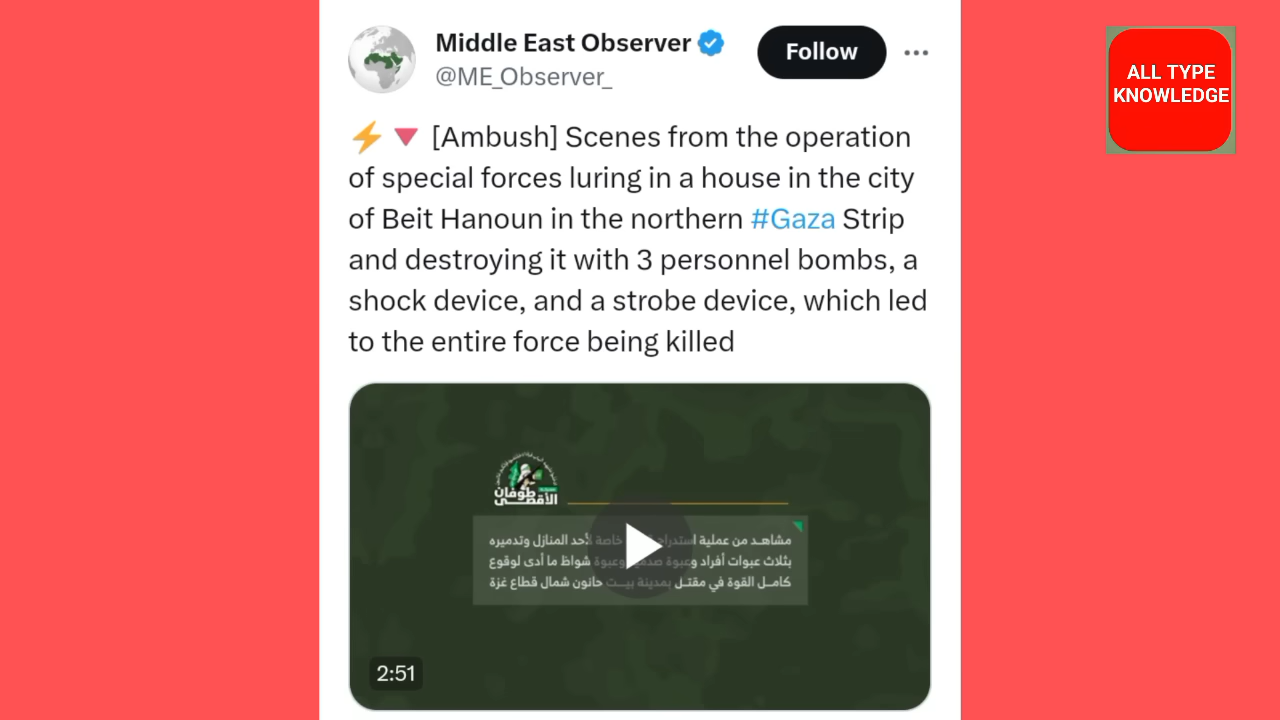 Middle East Observer
Follow
@ME_Observer_
ALL TYPE
KNOWLEDGE
[Ambush] Scenes from the operation
of special forces luring in a house in the city
of Beit Hanoun in the northern #Gaza Strip
and destroying it with 3 personnel bombs, a
shock device, and a strobe device, which led
to the entire force being killed
طوفان
الأقصى
مشاهد من عملية استدراج خاصة لأحد المنازل وتدميره
بثلاث عبوات أفراد وعبوة وعبوة شواظ ما أدى لوقوع
كامل القوة في مقتل بمدينة بيت حانون شمال قطاع غزة
2:51